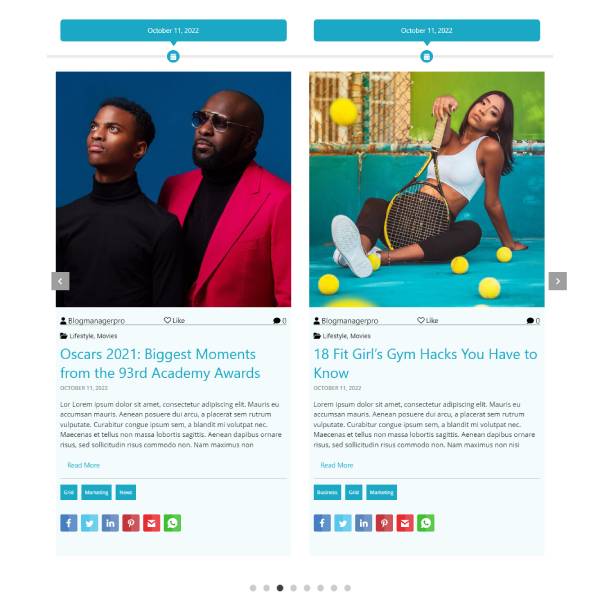 October 11, 2022
Blogmanagerpro Like 0
Lifestyle, Movies
Oscars 2021: Biggest Moments
from the 93rd Academy Awards
OCTOBER 11, 2022
Lorem ipsum dolor sit amet, consectetur adipiscing elit. Mauris eu
accumsan mauris. Aenean posuere dui arcu, a placerat sem rutrum
vulputate. Curabitur congue ipsum sem, a blandit mi volutpat nec.
Maecenas et tellus non massa lobortis sagittis. Aenean dapibus ornare
risus, sed sollicitudin risus commodo non. Nam maximus non
Read More
Grid Marketing News
October 11, 2022
Blogmanagerpro Like 0
Lifestyle, Movies
18 Fit Girl's Gym Hacks You Have to
Know
OCTOBER 11, 2022
Lorem ipsum dolor sit amet, consectetur adipiscing elit. Mauris eu
accumsan mauris. Aenean posuere dui arcu, a placerat sem rutrum
vulputate. Curabitur congue ipsum sem, a blandit mi volutpat nec.
Maecenas et tellus non massa lobortis sagittis. Aenean dapibus ornare
risus, sed sollicitudin risus commodo non. Nam maximus nisi
Read More
Business Grid Marketing